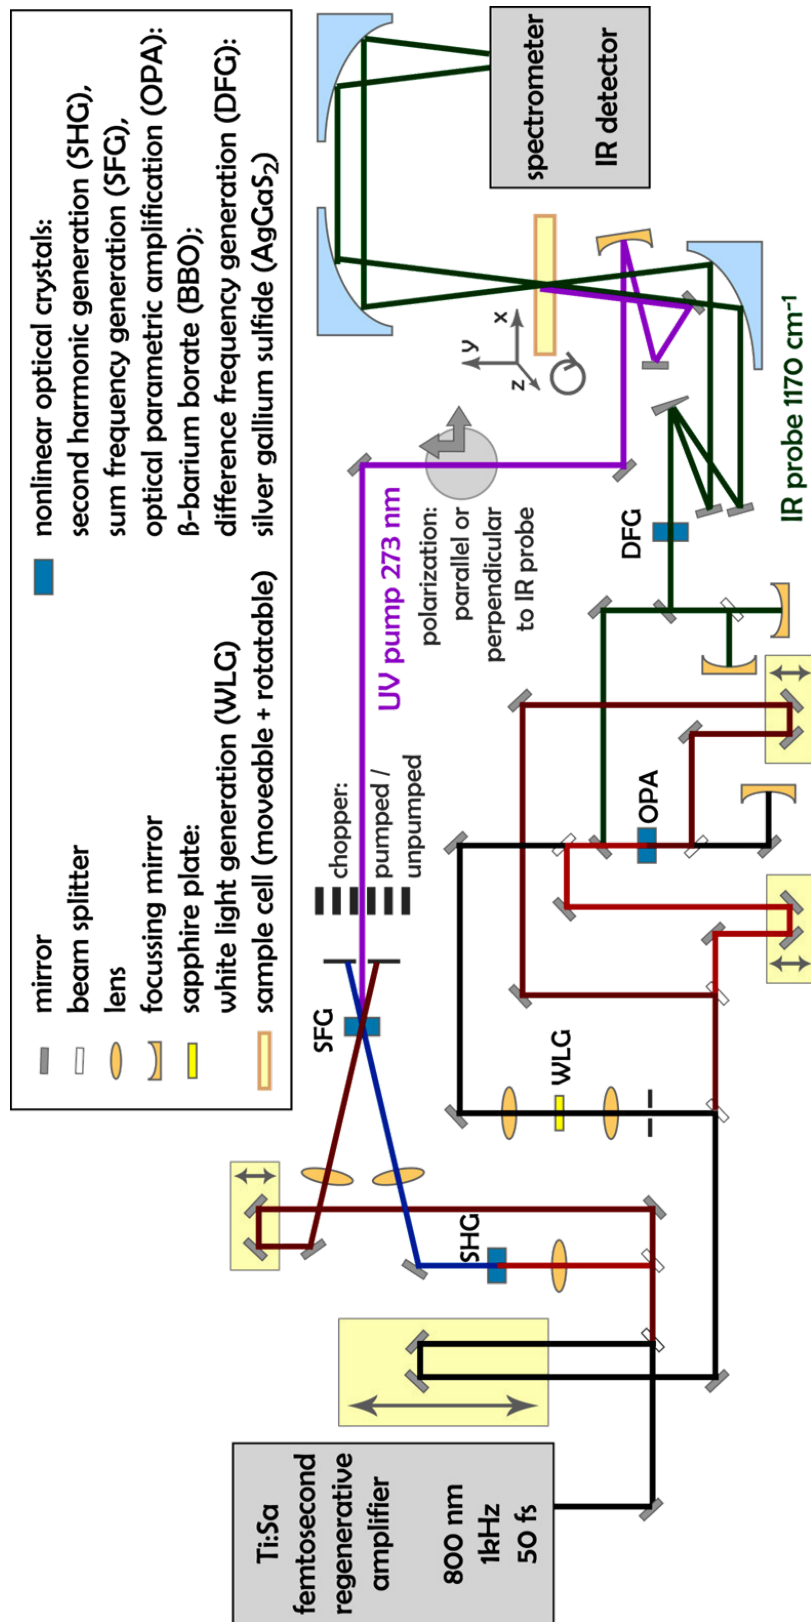 mirror
beam splitter
lens
focussing mirror
sapphire plate:
white light generation (WLG)
sample cell (moveable + rotatable)
nonlinear optical crystals:
second harmonic generation (SHG),
sum frequency generation (SFG),
optical parametric amplification (OPA):
ß-barium borate (BBO);
difference frequency generation (DFG):
silver gallium sulfide (AgGaS₂)
Ti:Sa
femtosecond
regenerative
amplifier
800 nm
1kHz
50 fs
SHG
SFG
chopper:
pumped /
unpumped
UV pump 273 nm
polarization:
parallel or
perpendicular
to IR probe
y
x
z
WLG
OPA
DFG
IR probe 1170 cm⁻¹
spectrometer
IR detector